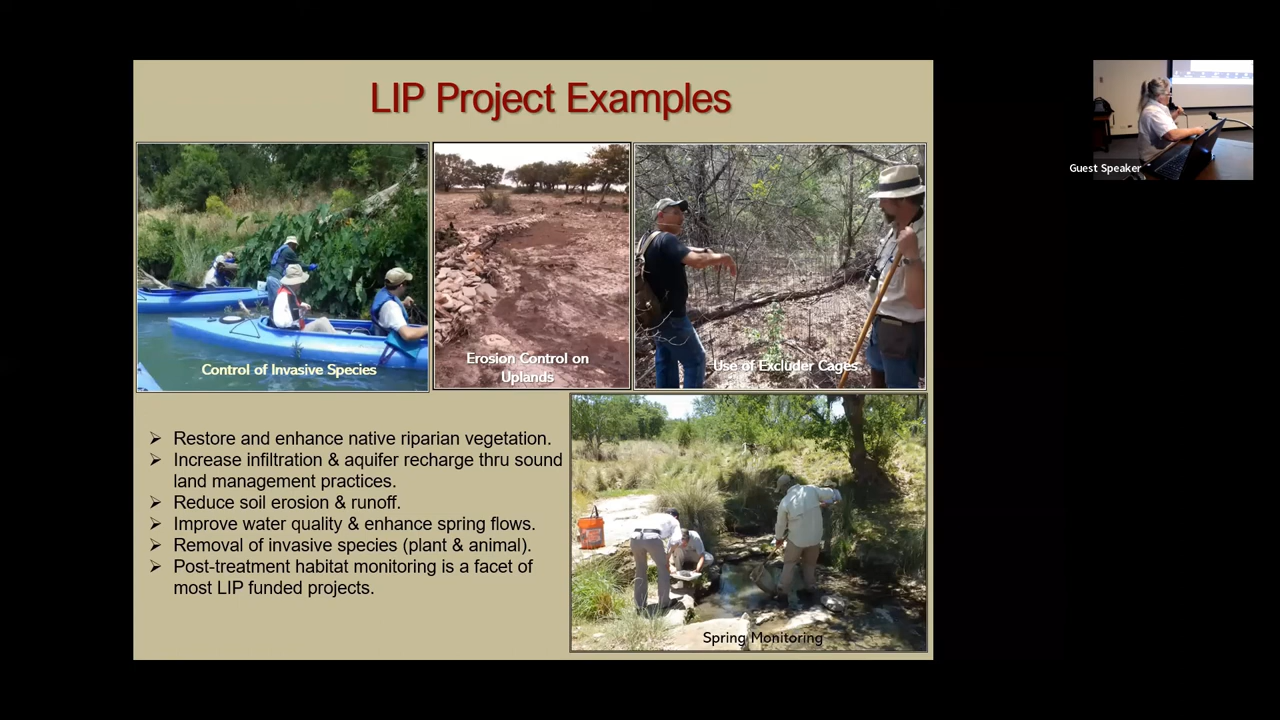 LIP Project Examples
Guest Speaker
Control of Invasive Species
Erosion Control on
Uplands
Use of Excluder Cages
➢ Restore and enhance native riparian vegetation.
➢ Increase infiltration & aquifer recharge thru sound
land management practices.
➢ Reduce soil erosion & runoff.
➢ Improve water quality & enhance spring flows.
➢ Removal of invasive species (plant & animal).
➢ Post-treatment habitat monitoring is a facet of
most LIP funded projects.
Spring Monitoring